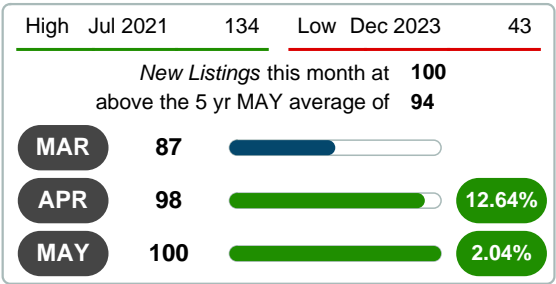 High Jul 2021 134 Low Dec 2023 43
New Listings this month at 100
above the 5 yr MAY average of 94
MAR 87
APR 98 12.64%
MAY 100 2.04%